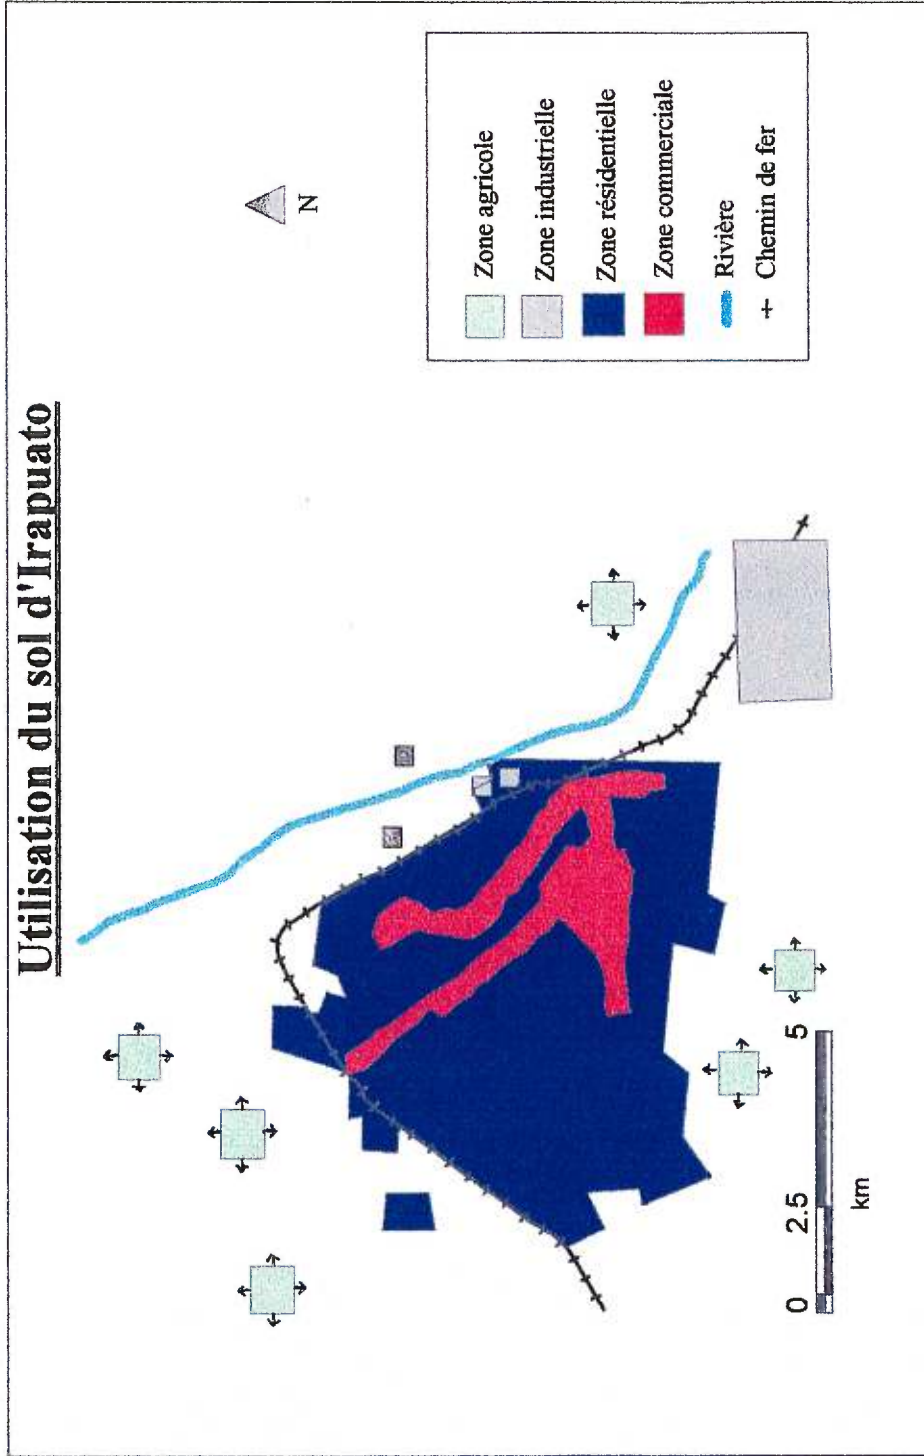 Utilisation du sol d'Irapuato
N
Zone agricole
Zone industrielle
Zone résidentielle
Zone commerciale
Rivière
Chemin de fer
0 2.5 5
km